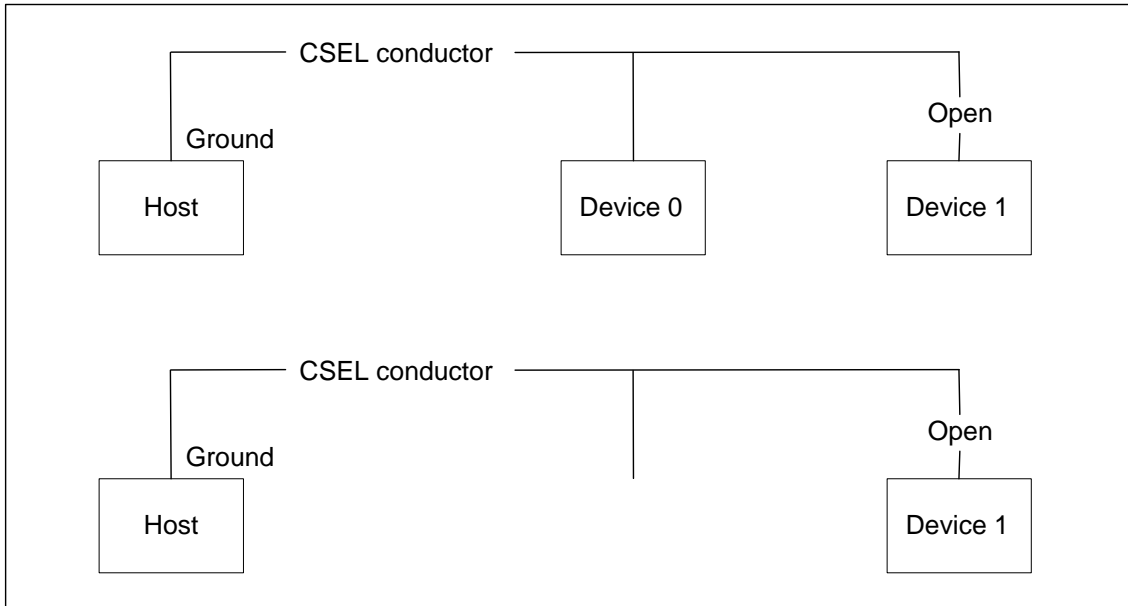 CSEL conductor
Open
Ground
Host
Device 0
Device 1
CSEL conductor
Open
Ground
Host
Device 1